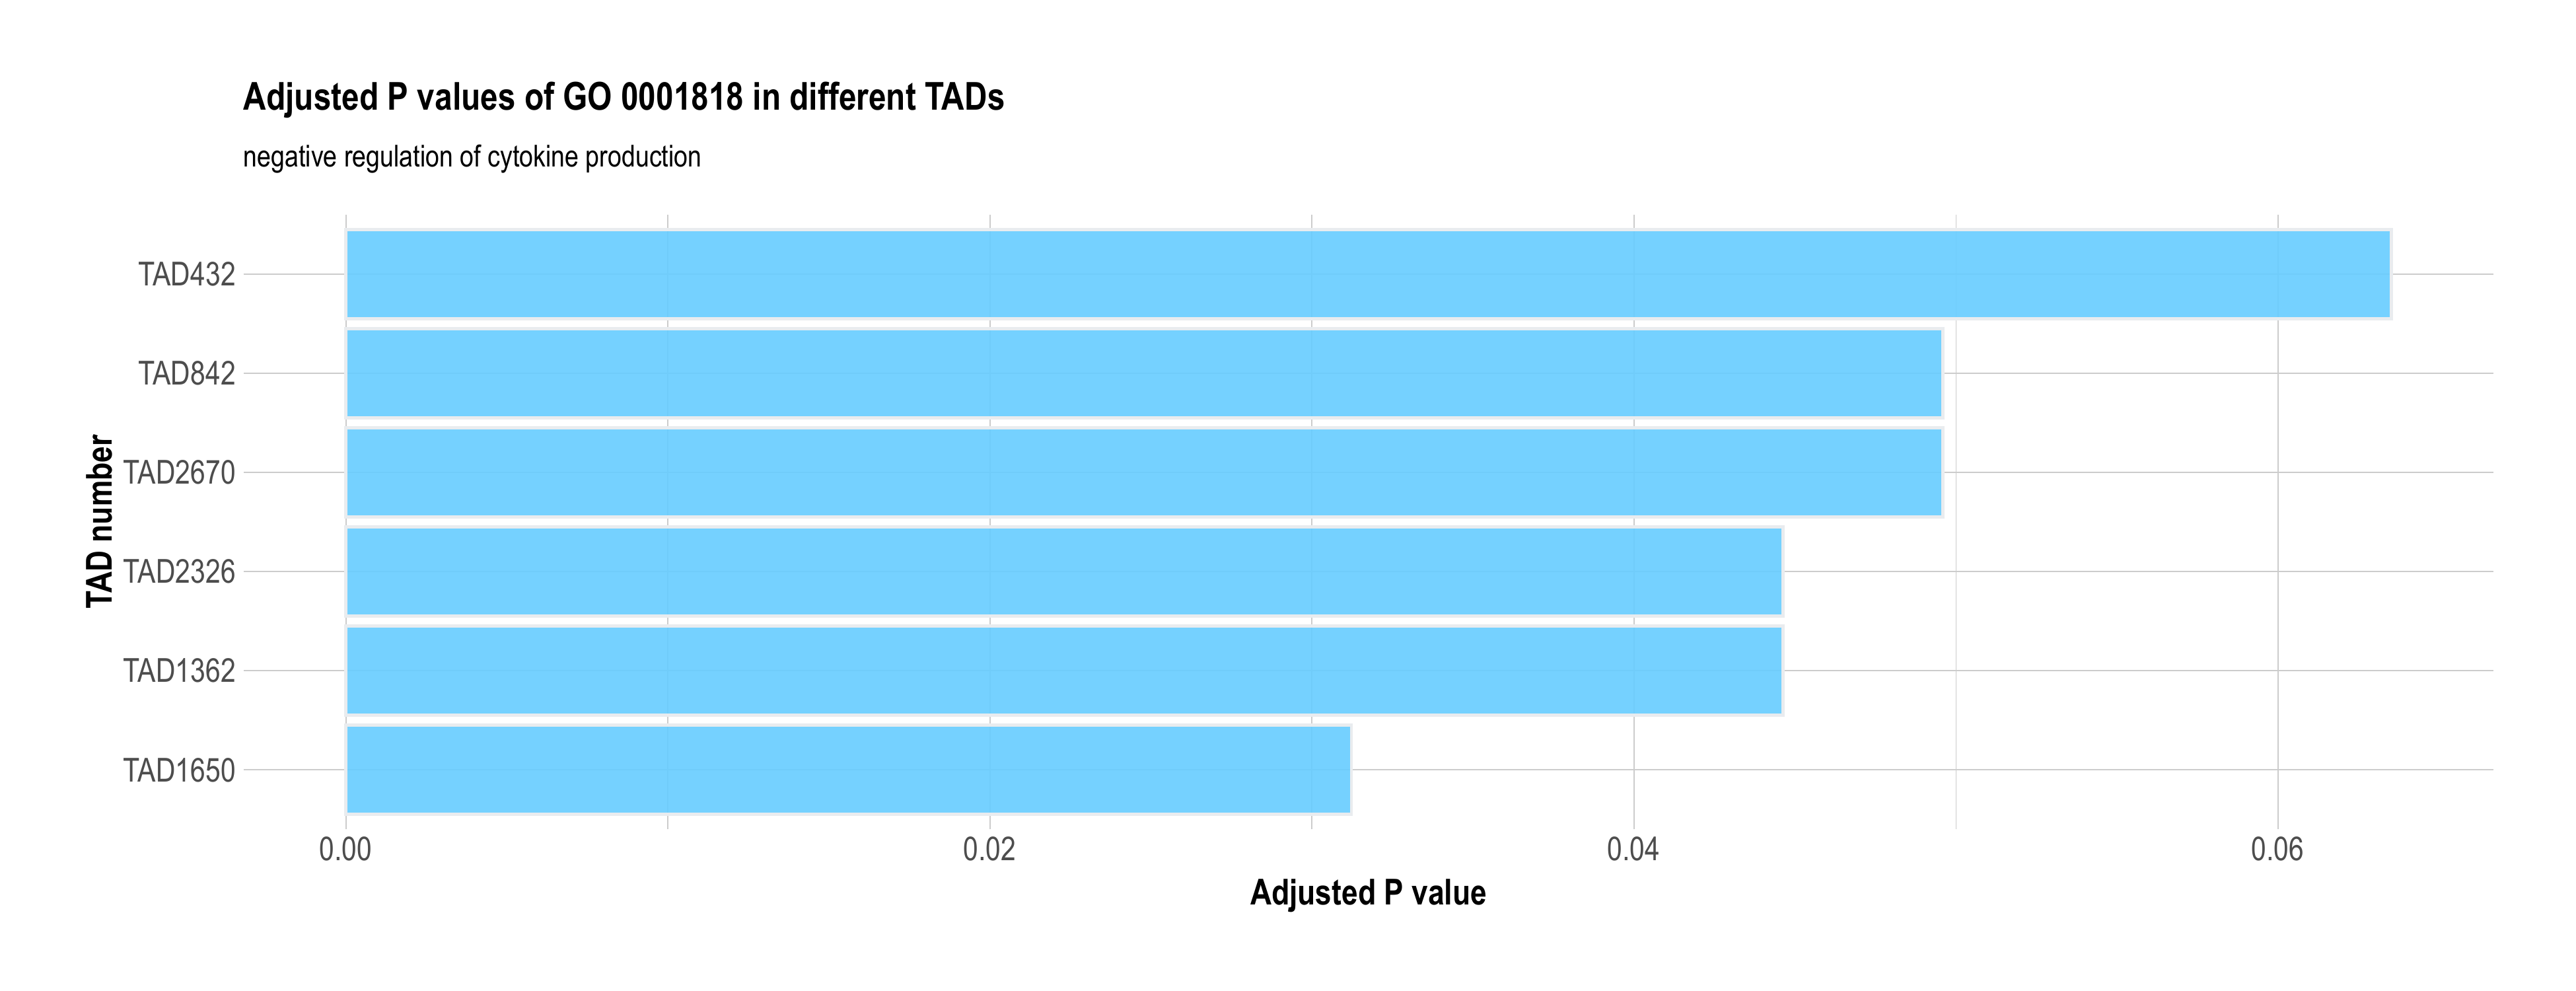 Adjusted P values of GO 0001818 in different TADs
negative regulation of cytokine production
TAD number
TAD432
TAD842
TAD2670
TAD2326
TAD1362
TAD1650
0.00 0.02 0.04 0.06
Adjusted P value